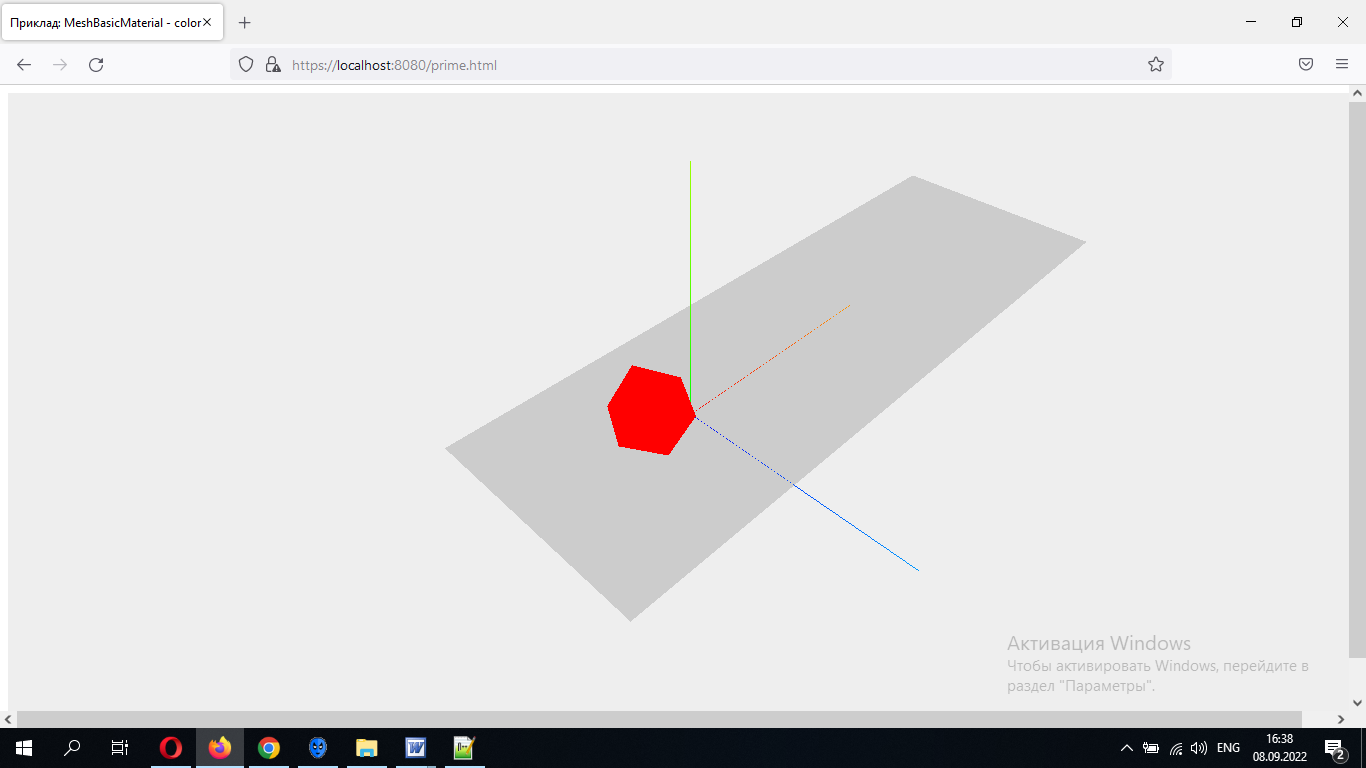 Приклад: MeshBasicMaterial - color
https://localhost:8080/prime.html
Активация Windows
Чтобы активировать Windows, перейдите в
раздел "Параметры".
ENG
16:38
08.09.2022
2